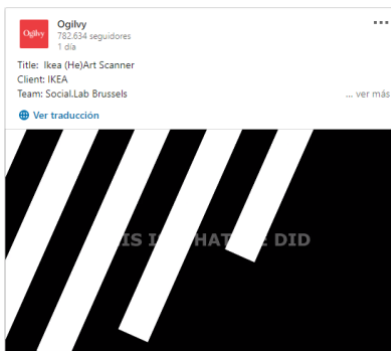 Ogilvy
Ogilvy
782.634 seguidores
1 día
Title: Ikea (He)Art Scanner
Client: IKEA
Team: Social.Lab Brussels
... ver más
Ver traducción
DID